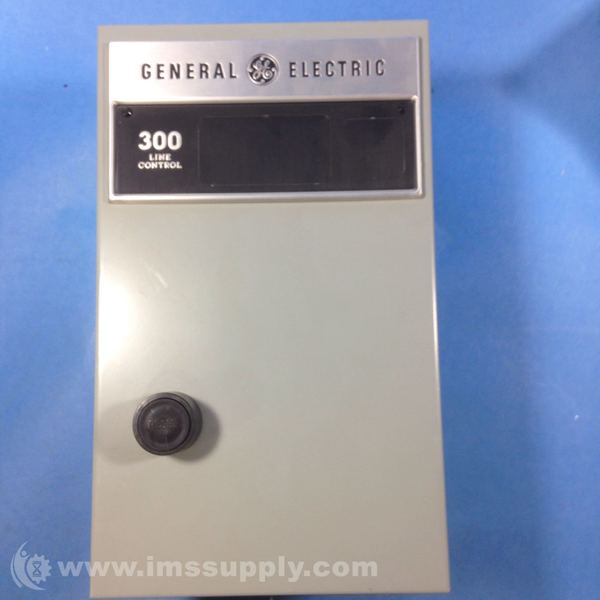 GENERAL ELECTRIC
300
LINE
CONTROL
www.imssupply.com